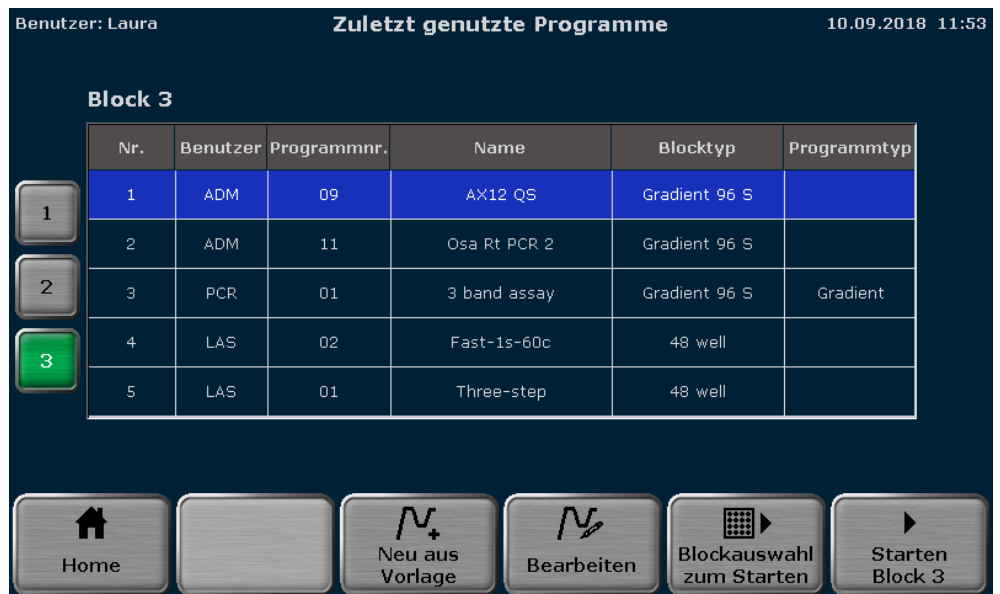 Benutzer: Laura Zuletzt genutzte Programme 10.09.2018 11:53
Block 3
Nr. Benutzer Programmnr. Name Blocktyp Programmtyp
1 ADM 09 AX12 QS Gradient 96 S
2 ADM 11 Osa Rt PCR 2 Gradient 96 S
3 PCR 01 3 band assay Gradient 96 S Gradient
4 LAS 02 Fast-1s-60c 48 well
5 LAS 01 Three-step 48 well
1
2
3
Home
Neu aus
Vorlage
Bearbeiten
Blockauswahl
zum Starten
Starten
Block 3